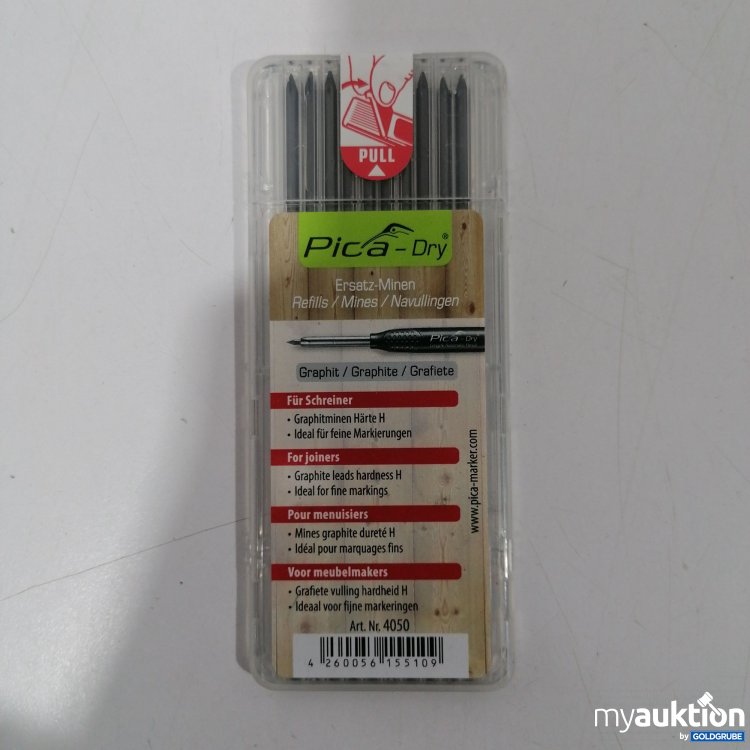 PULL
Pica-Dry®
Ersatz-Minen
Refills / Mines / Navullingen
Pica-Dry
Graphit / Graphite / Grafiete
Für Schreiner
• Graphitminen Härte H
• Ideal für feine Markierungen
For joiners
• Graphite leads hardness H
• Ideal for fine markings
Pour menuisiers
• Mines graphite dureté H
• Idéal pour marquages fins
Voor meubelmakers
• Grafiete vulling hardheid H
• Ideaal voor fijne markeringen
www.pica-marker.com
Art. Nr. 4050
4 260056 155109
myauktion
by GOLDGRUBE